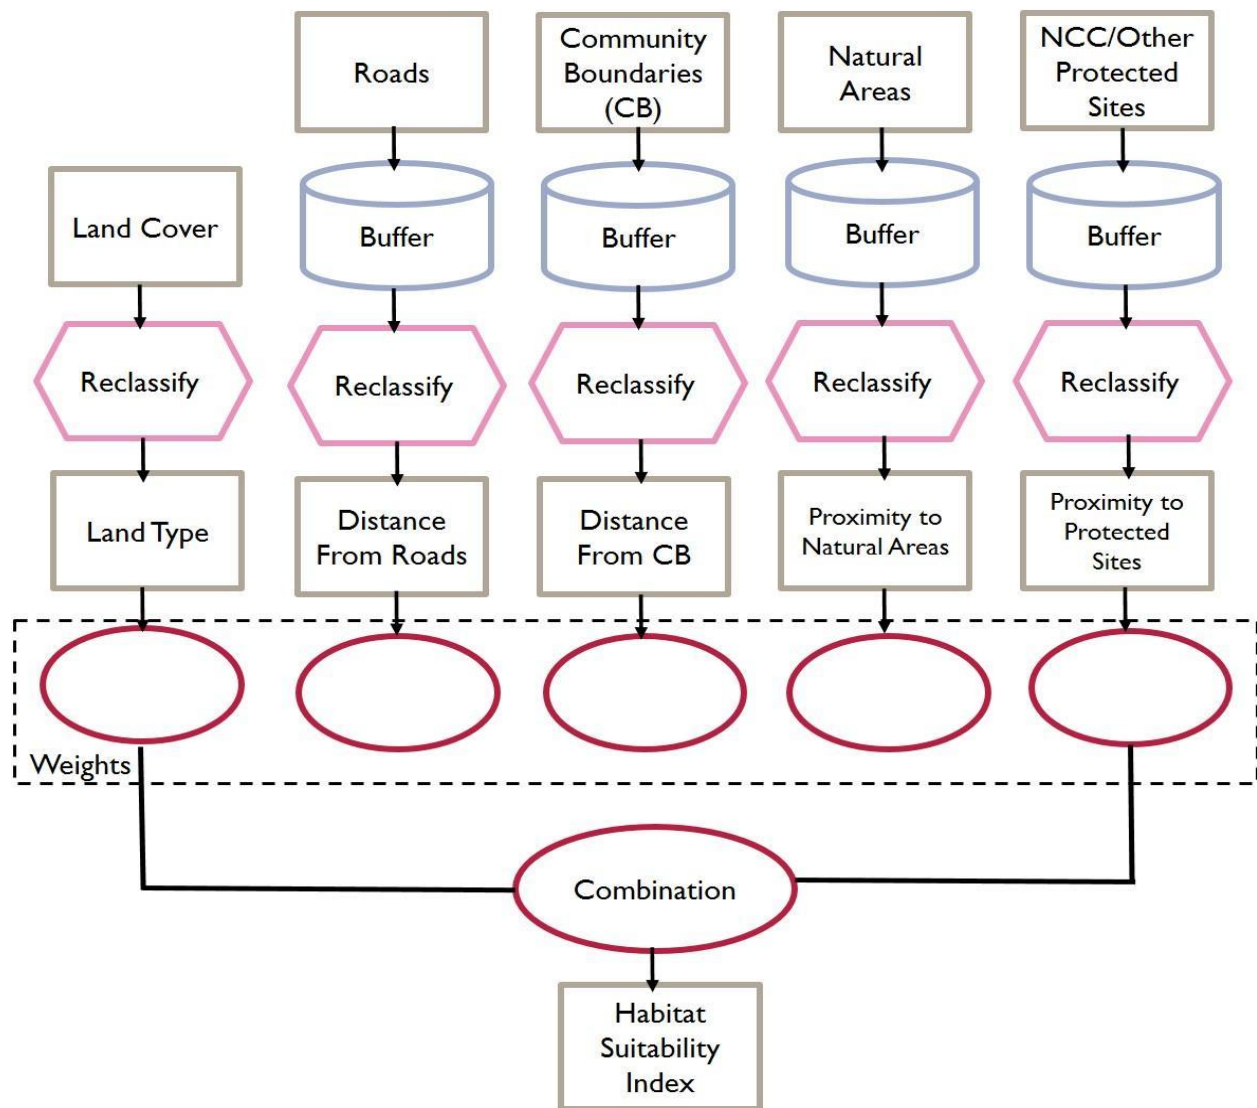 Roads
Community
Boundaries
(CB)
Natural
Areas
NCC/Other
Protected
Sites
Land Cover
Buffer
Buffer
Buffer
Buffer
Reclassify
Reclassify
Reclassify
Reclassify
Reclassify
Land Type
Distance
From Roads
Distance
From CB
Proximity to
Natural Areas
Proximity to
Protected
Sites
Weights
Combination
Habitat
Suitability
Index